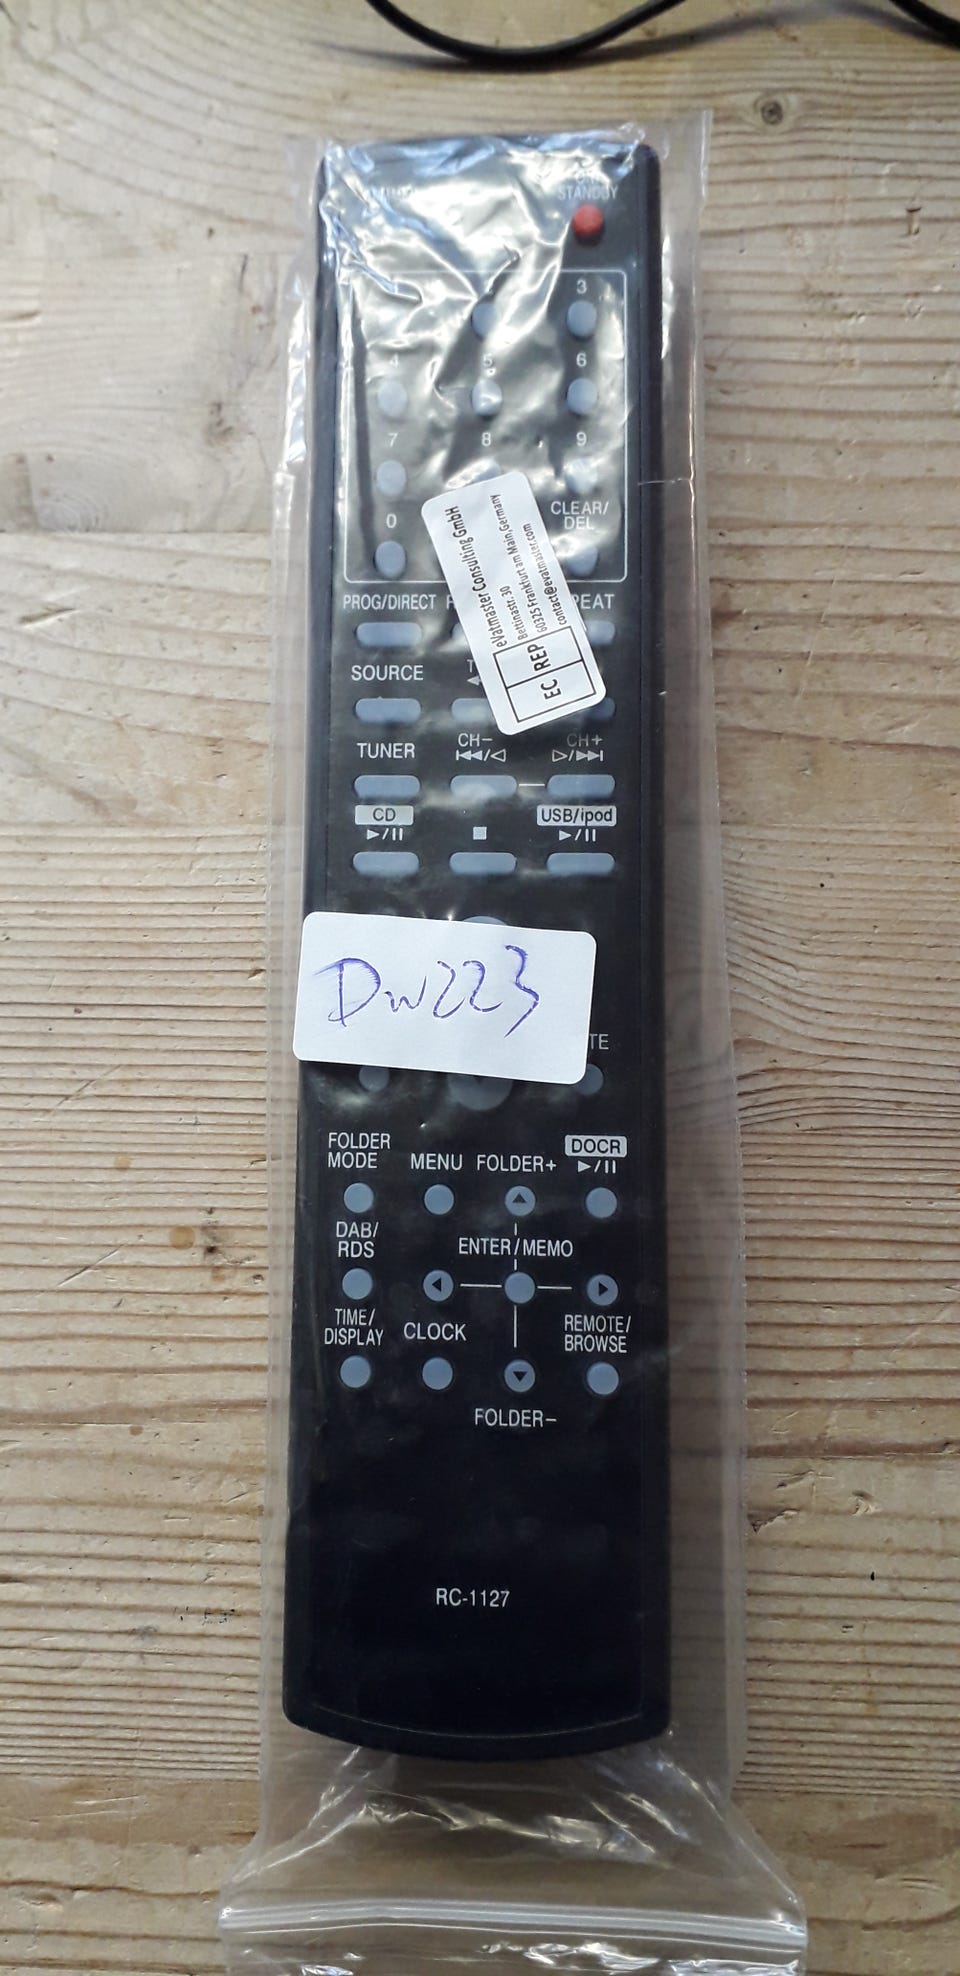 ON/
STANDBY
3
4 5 6
7 8 9
0 CLEAR/
DEL
PROG/DIRECT
SOURCE
TUNER CH– CH+
CD USB/ipod
eVatmaster Consulting GmbH
Bettinastr. 30
60325 Frankfurt am Main,Germany
contact@evatmaster.com
EC REP
Dw223
FOLDER
MODE MENU FOLDER+ DOCR
DAB/
RDS ENTER/MEMO
TIME/
DISPLAY CLOCK REMOTE/
BROWSE
FOLDER–
RC-1127